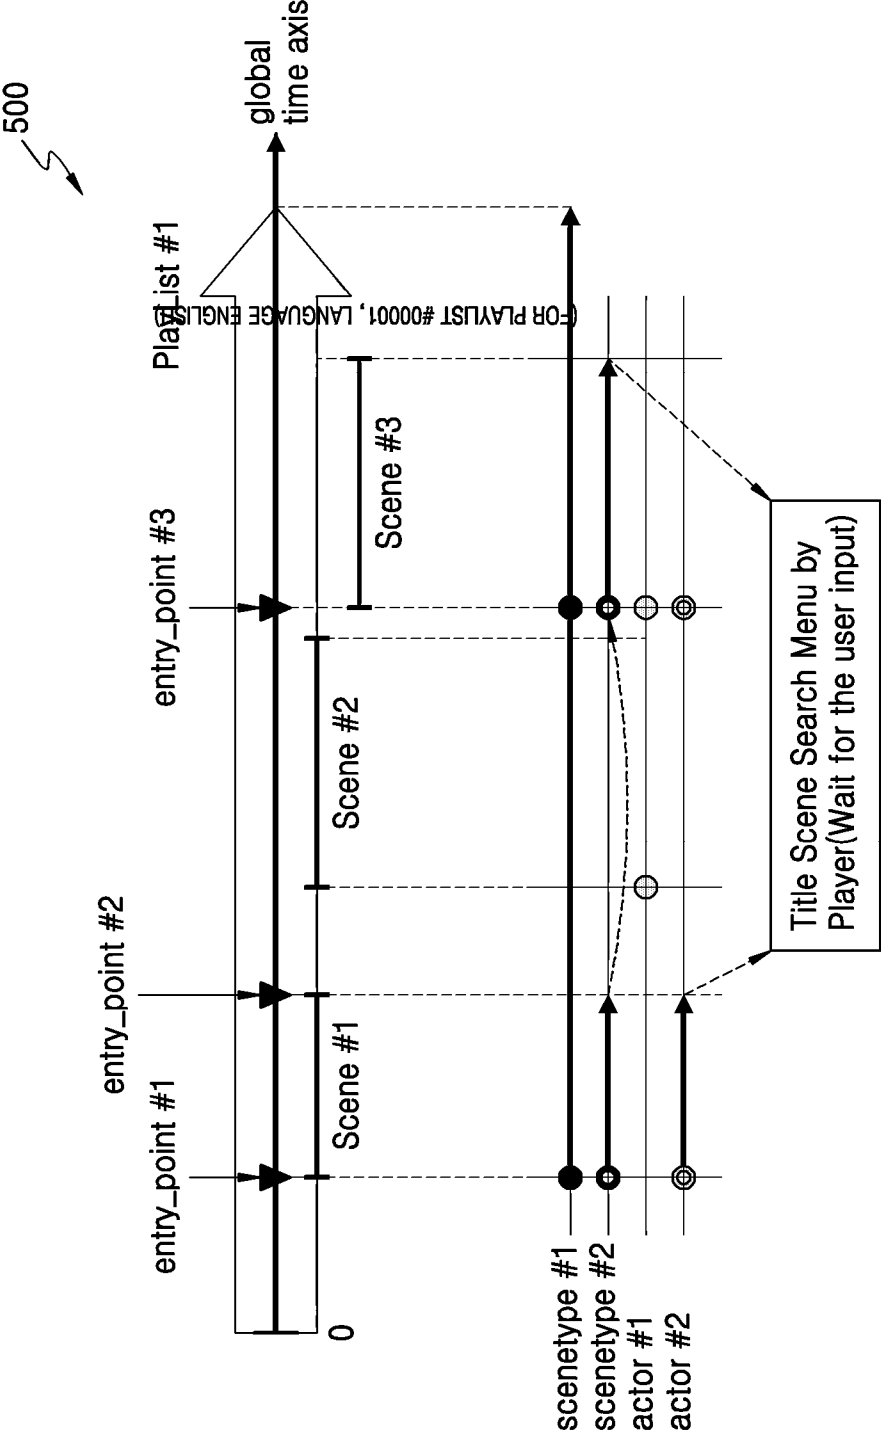 500
global
time axis
PlayList #1
(FOR PLAYLIST #00001, LANGUAGE ENGLISH)
entry_point #1
entry_point #2
entry_point #3
Scene #1
Scene #2
Scene #3
0
scenetype #1
scenetype #2
actor #1
actor #2
Title Scene Search Menu by
Player(Wait for the user input)